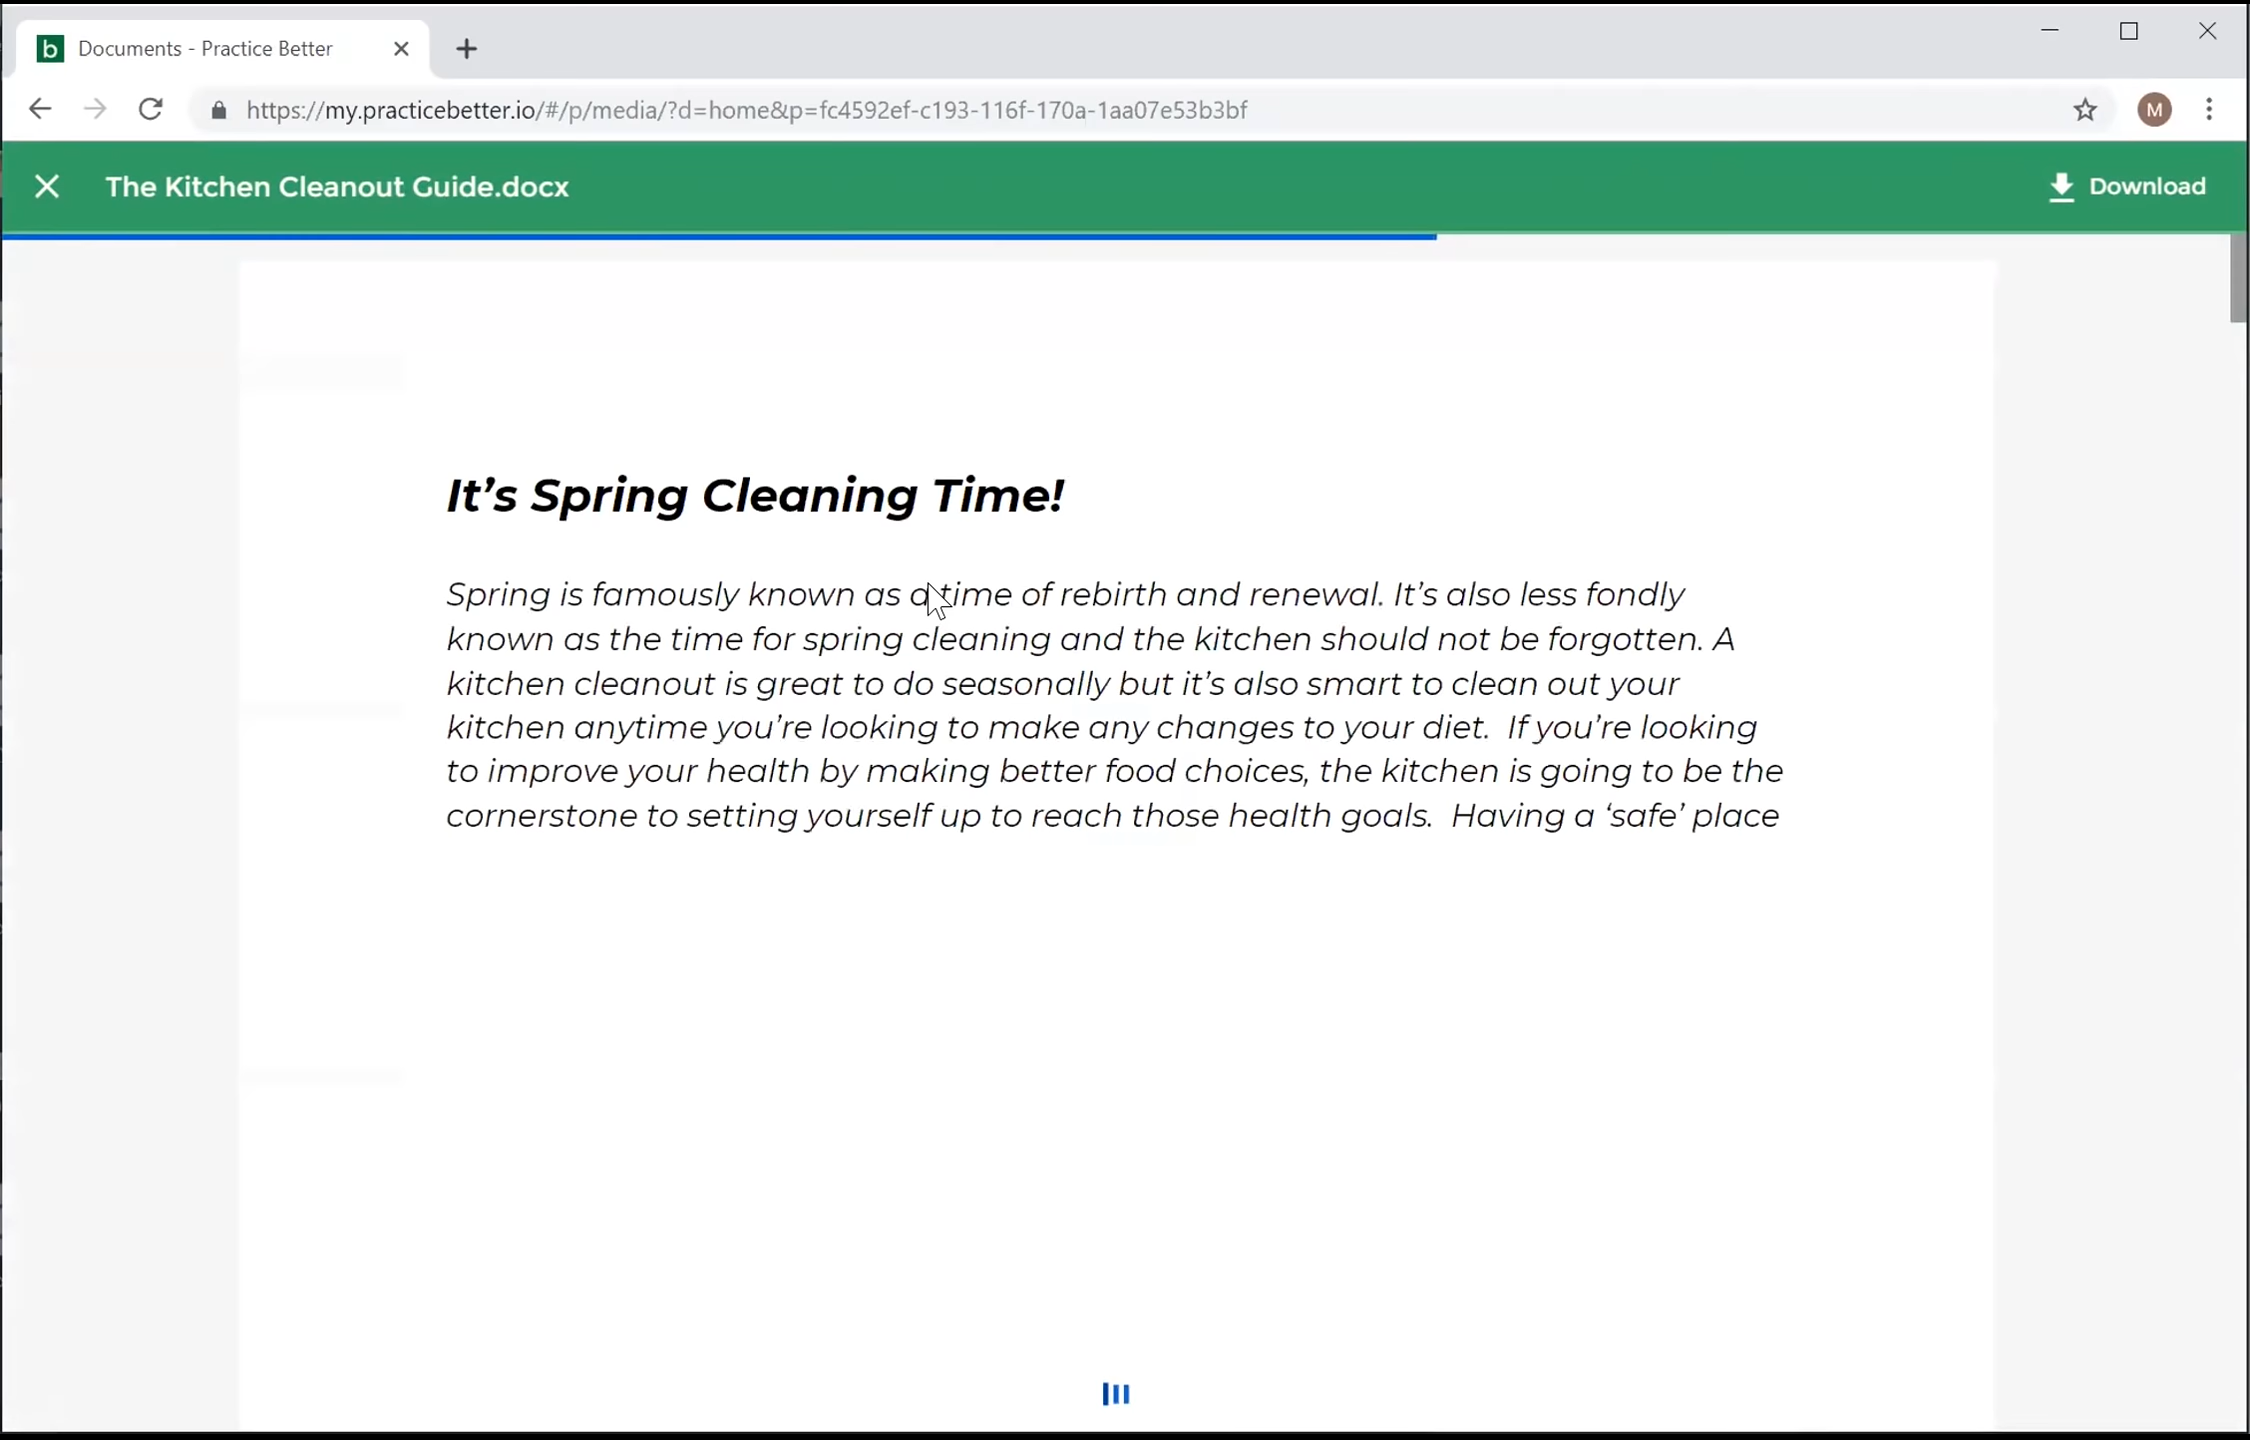 Documents - Practice Better
https://my.practicebetter.io/#/p/media/?d=home&p=fc4592ef-c193-116f-170a-1aa07e53b3bf
M
The Kitchen Cleanout Guide.docx
Download
It’s Spring Cleaning Time!
Spring is famously known as a time of rebirth and renewal. It’s also less fondly
known as the time for spring cleaning and the kitchen should not be forgotten. A
kitchen cleanout is great to do seasonally but it’s also smart to clean out your
kitchen anytime you’re looking to make any changes to your diet.  If you’re looking
to improve your health by making better food choices, the kitchen is going to be the
cornerstone to setting yourself up to reach those health goals.  Having a ‘safe’ place